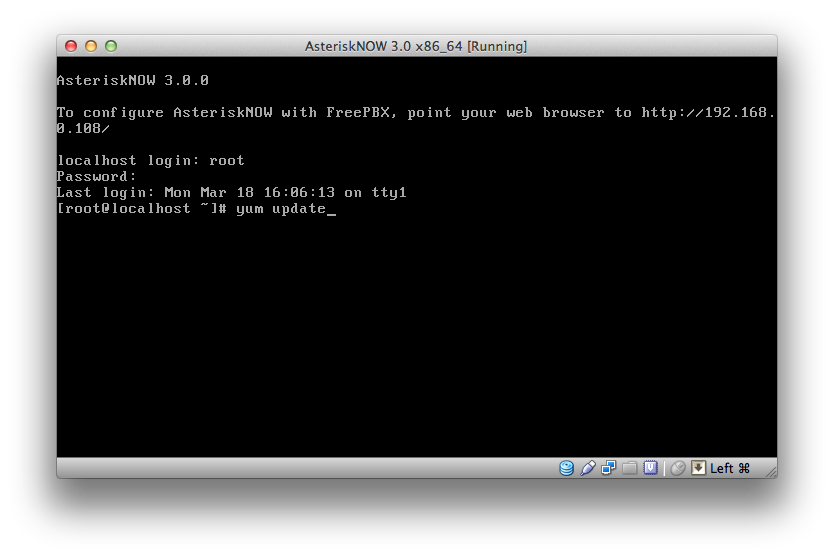 AsteriskNOW 3.0 x86_64 [Running]
AsteriskNOW 3.0.0
To configure AsteriskNOW with FreePBX, point your web browser to http://192.168.
0.108/
localhost login: root
Password:
Last login: Mon Mar 18 16:06:13 on tty1
[root@localhost ~]# yum update_
Left ⌘